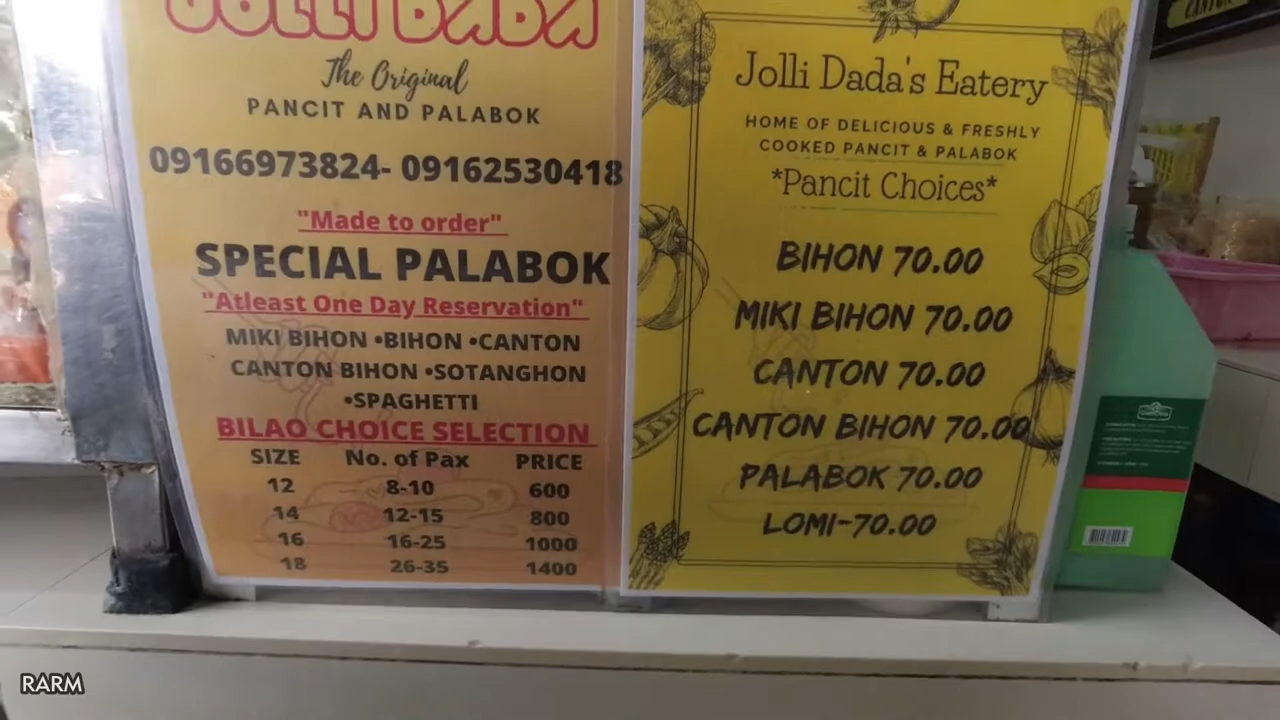 JOLLI DADA
The Original
PANCIT AND PALABOK
09166973824- 09162530418
"Made to order"
SPECIAL PALABOK
"Atleast One Day Reservation"
MIKI BIHON •BIHON •CANTON
CANTON BIHON •SOTANGHON
•SPAGHETTI
BILAO CHOICE SELECTION
SIZE No. of Pax PRICE
12 8-10 600
14 12-15 800
16 16-25 1000
18 26-35 1400
Jolli Dada's Eatery
HOME OF DELICIOUS & FRESHLY
COOKED PANCIT & PALABOK
*Pancit Choices*
BIHON 70.00
MIKI BIHON 70.00
CANTON 70.00
CANTON BIHON 70.00
PALABOK 70.00
LOMI-70.00
CANTON
RARM